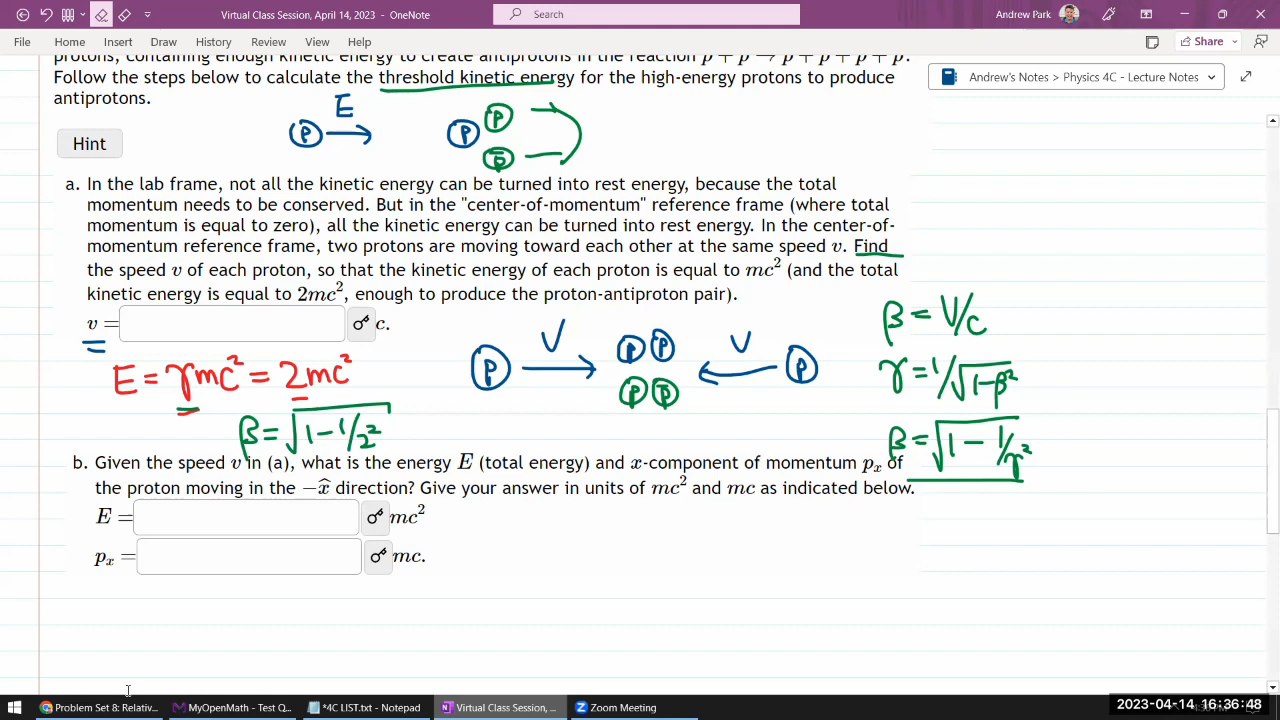 Virtual Class Session, April 14, 2023 - OneNote
Search
Andrew Park
File Home Insert Draw History Review View Help
Share
Andrew's Notes > Physics 4C - Lecture Notes
protons, containing enough kinetic energy to create antiprotons in the reaction p + p → p + p + p + p̄.
Follow the steps below to calculate the threshold kinetic energy for the high-energy protons to produce
antiprotons.
E
P P P P̄
Hint
a. In the lab frame, not all the kinetic energy can be turned into rest energy, because the total
momentum needs to be conserved. But in the "center-of-momentum" reference frame (where total
momentum is equal to zero), all the kinetic energy can be turned into rest energy. In the center-of-
momentum reference frame, two protons are moving toward each other at the same speed v. Find
the speed v of each proton, so that the kinetic energy of each proton is equal to mc² (and the total
kinetic energy is equal to 2mc², enough to produce the proton-antiproton pair).
v = c.
β = V/c
V V
P P P P P P̄
E = γmc² = 2mc²
γ = 1/√1-β²
β = √1 - 1/2²
β = √1 - 1/γ²
b. Given the speed v in (a), what is the energy E (total energy) and x-component of momentum pₓ of
the proton moving in the −x̂ direction? Give your answer in units of mc² and mc as indicated below.
E = mc²
pₓ = mc.
Problem Set & Relativ...
MyOpenMath - Test Q...
*4C LIST.txt - Notepad
Virtual Class Session, ...
Zoom Meeting
2023-04-14 16:36:48